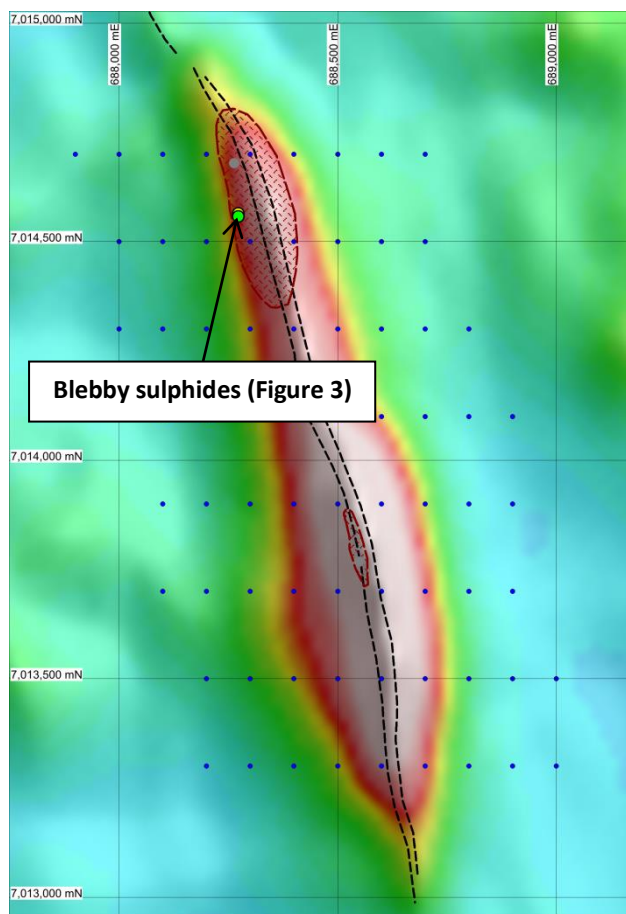 7,015,000 mN
688,000 mE
688,500 mE
689,000 mE
7,014,500 mN
Blebby sulphides (Figure 3)
7,014,000 mN
7,013,500 mN
7,013,000 mN